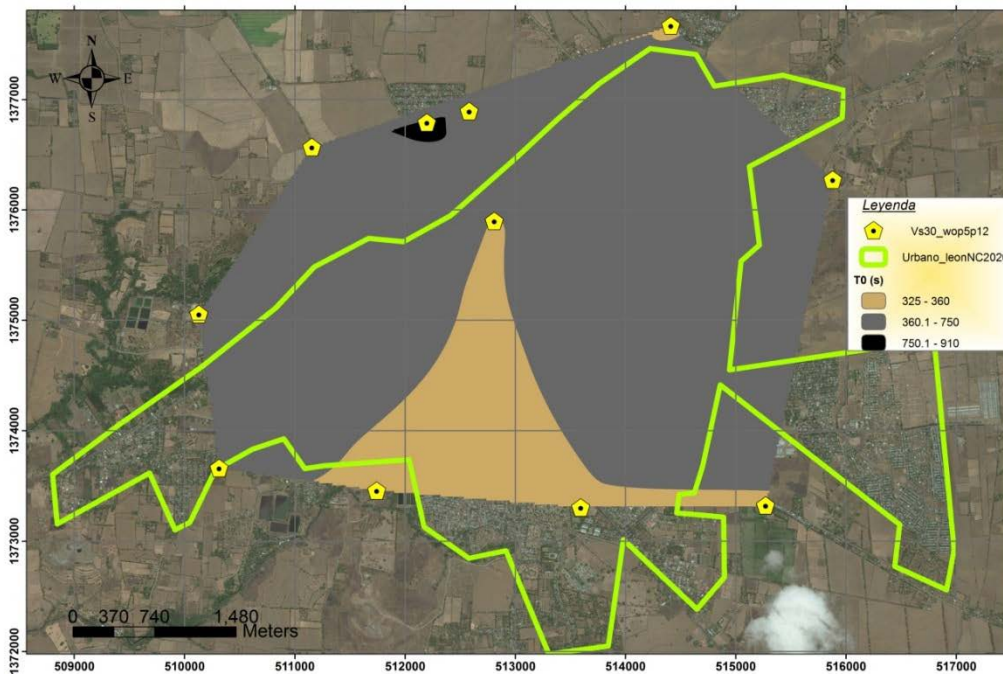 N
W E
S
1377000
1376000
1375000
1374000
1373000
1372000
Leyenda
Vs30_wop5p12
Urbano_leonNC202
T0 (s)
325 - 360
360.1 - 750
750.1 - 910
0 370 740 1,480
Meters
509000 510000 511000 512000 513000 514000 515000 516000 517000